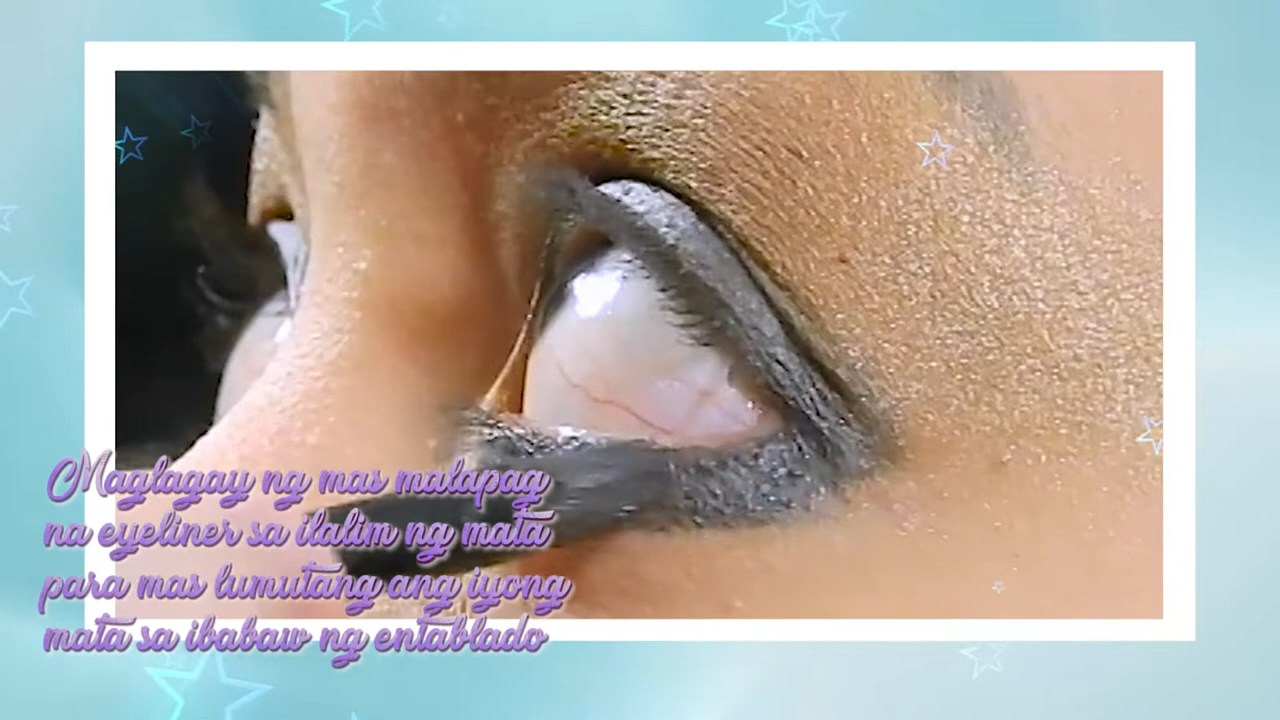 Maglagay ng mas malapag
na eyeliner sa ilalim ng mata
para mas lumutang ang iyong
mata sa ibabaw ng entablado